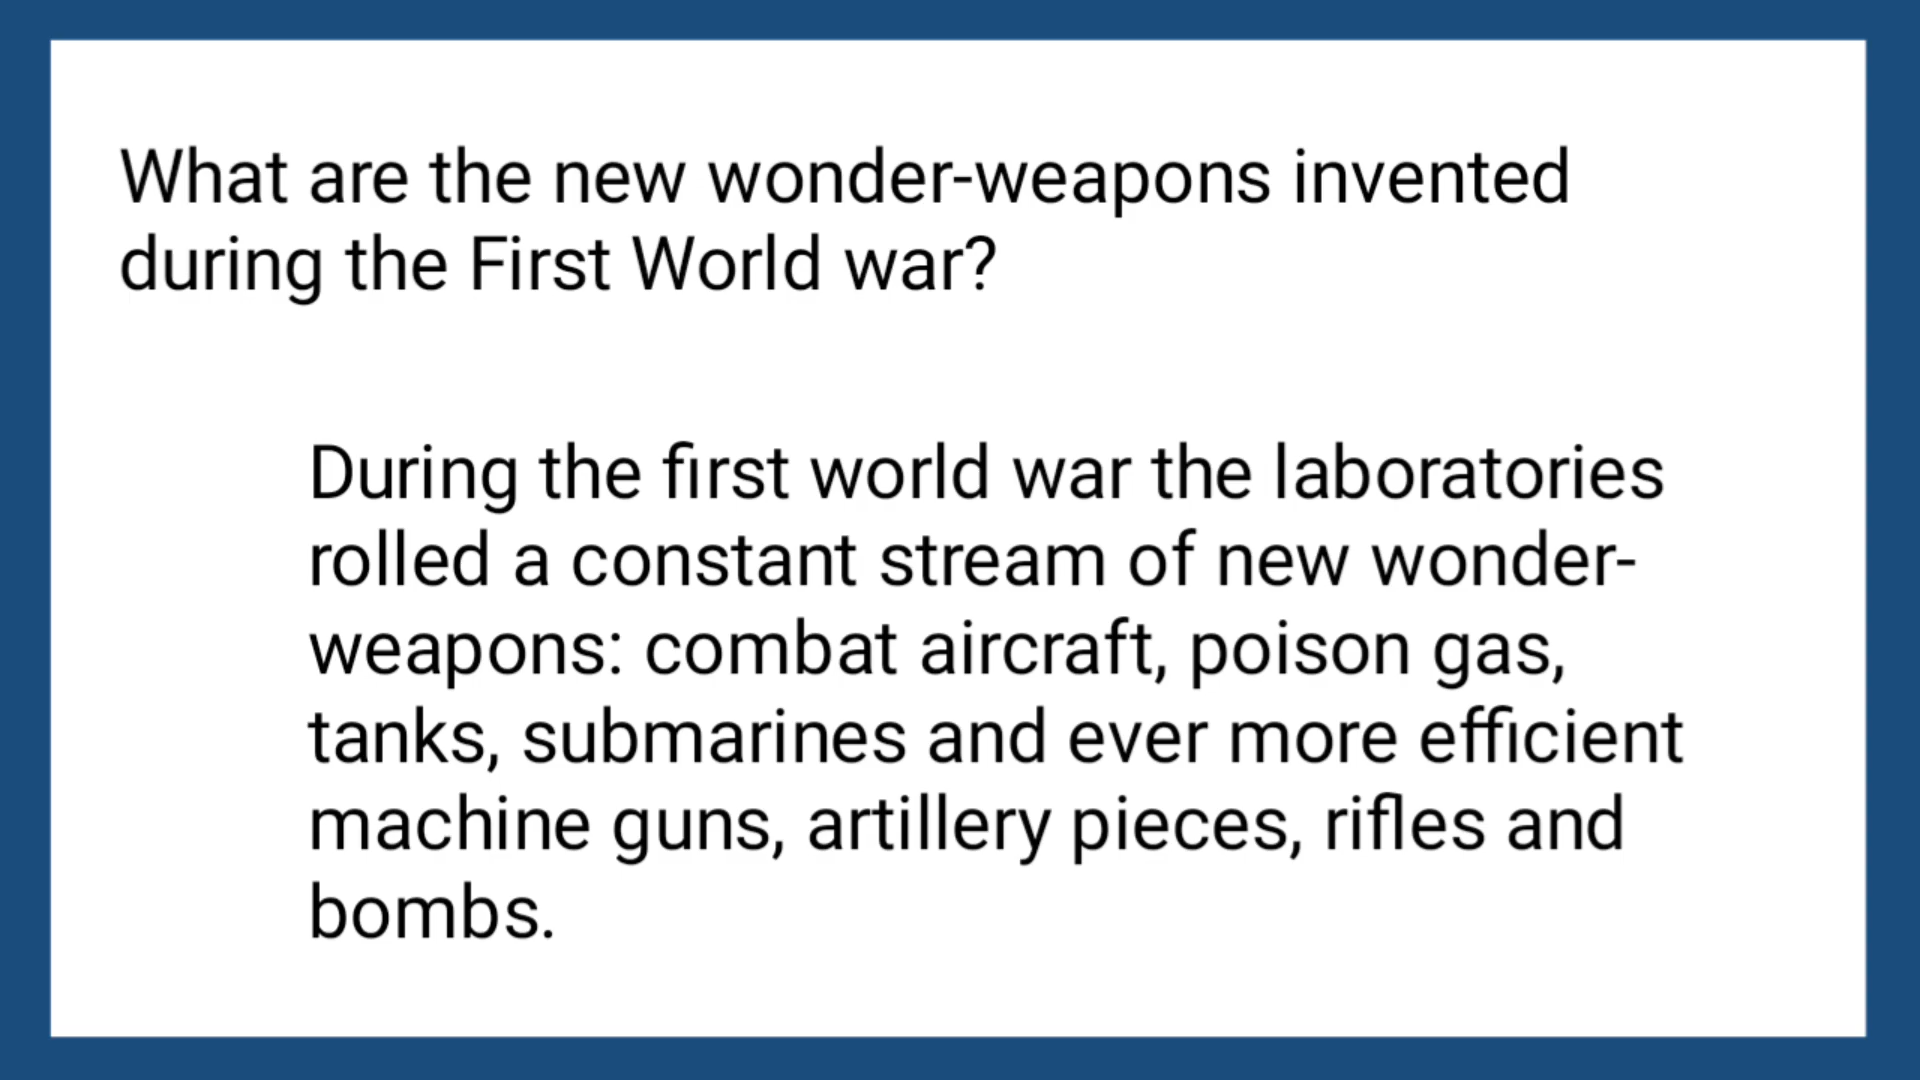 What are the new wonder-weapons invented
during the First World war?
During the first world war the laboratories
rolled a constant stream of new wonder-
weapons: combat aircraft, poison gas,
tanks, submarines and ever more efficient
machine guns, artillery pieces, rifles and
bombs.